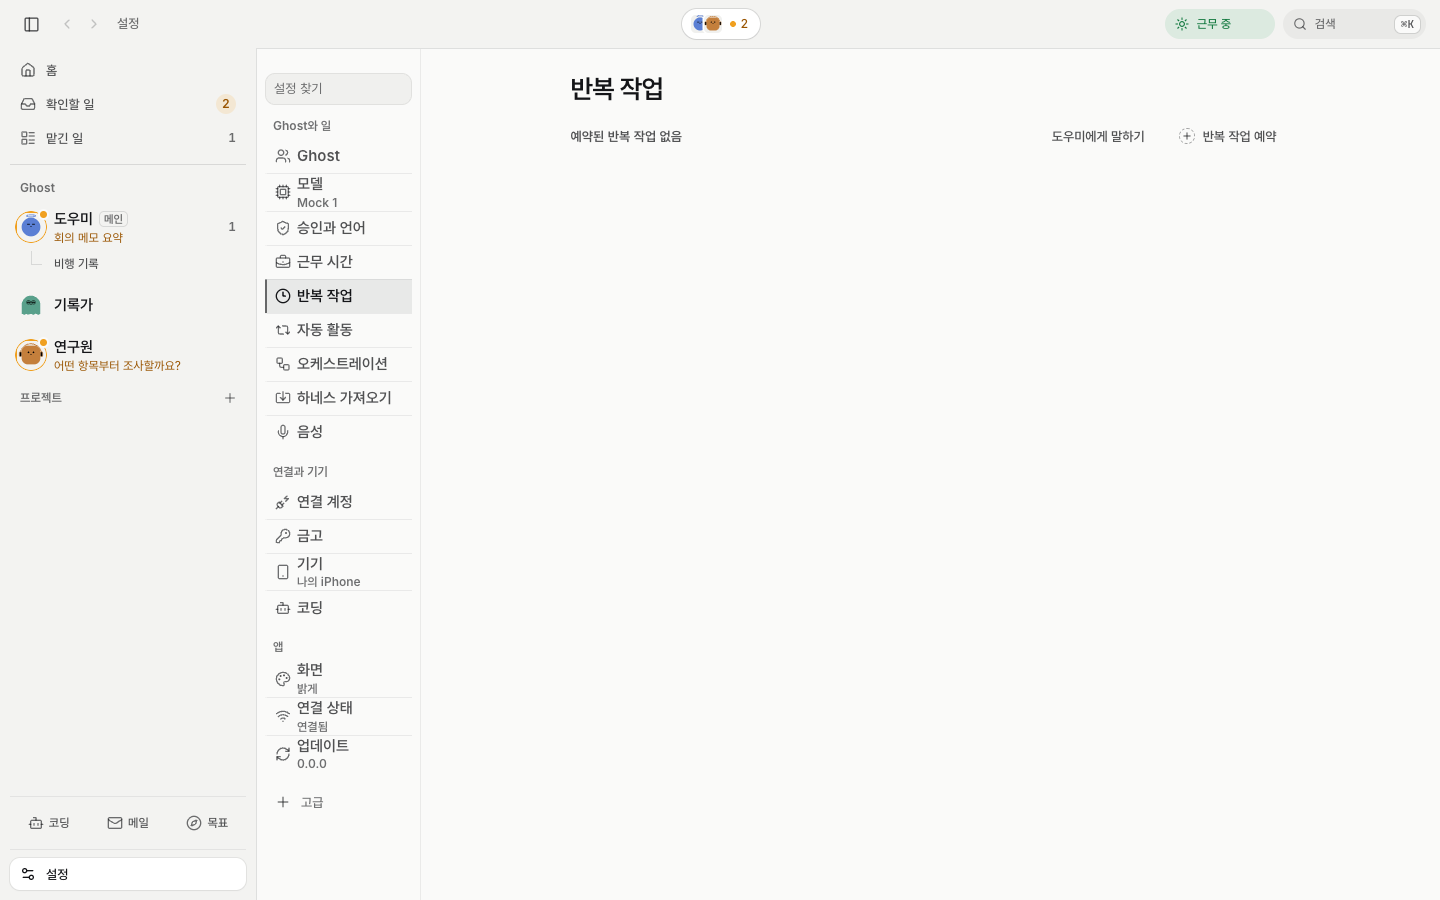 설정
2
근무 중
검색
⌘K
홈
확인할 일
2
맡긴 일
1
Ghost
도우미
메인
회의 메모 요약
1
비행 기록
기록가
연구원
어떤 항목부터 조사할까요?
프로젝트
코딩
메일
목표
설정
설정 찾기
Ghost와 일
Ghost
모델
Mock 1
승인과 언어
근무 시간
반복 작업
자동 활동
오케스트레이션
하네스 가져오기
음성
연결과 기기
연결 계정
금고
기기
나의 iPhone
코딩
앱
화면
밝게
연결 상태
연결됨
업데이트
0.0.0
고급
반복 작업
예약된 반복 작업 없음
도우미에게 말하기
반복 작업 예약